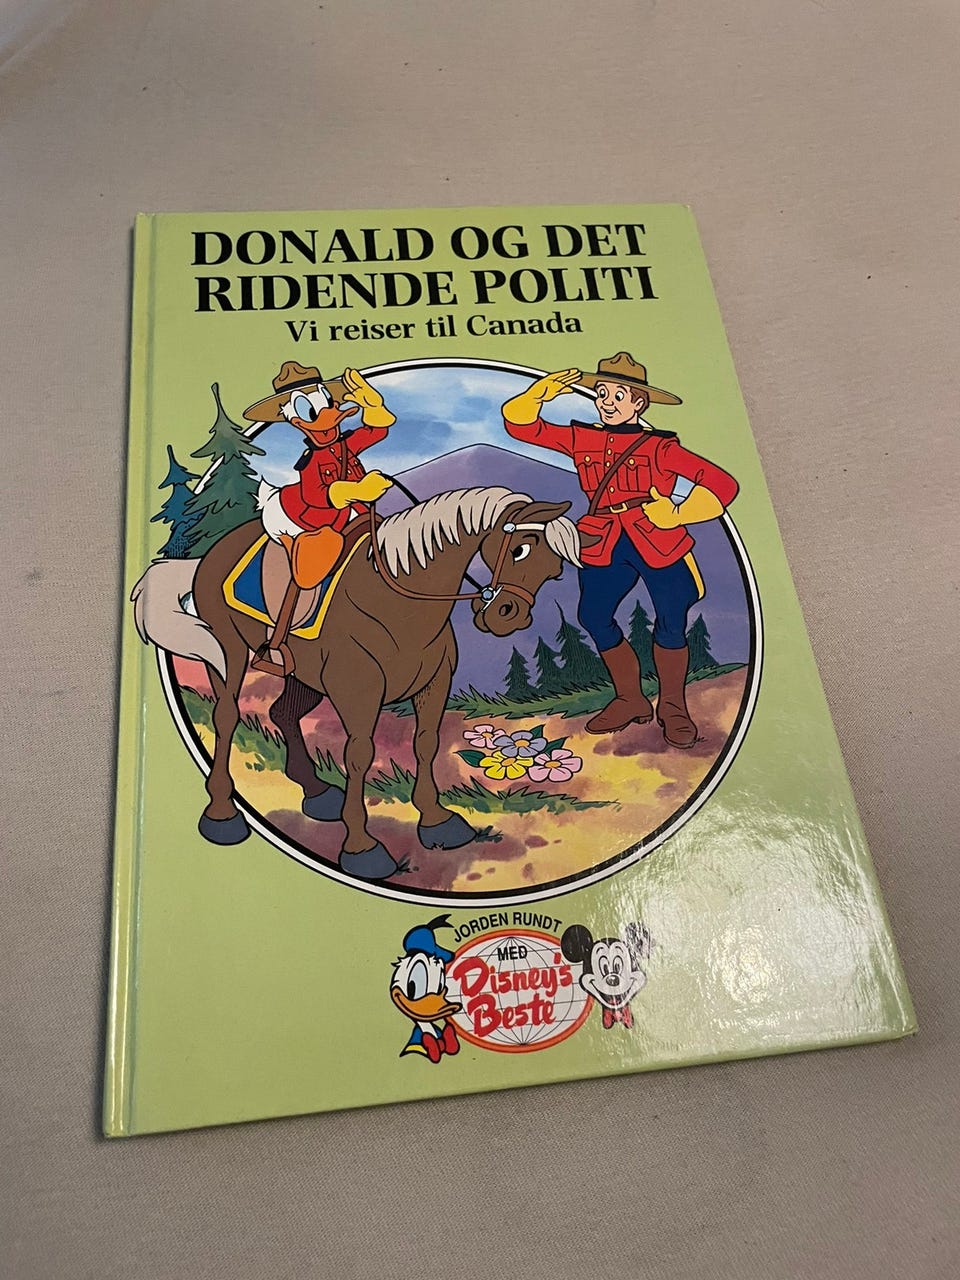 DONALD OG DET
RIDENDE POLITI
Vi reiser til Canada
JORDEN RUNDT
MED
Disney's
Beste